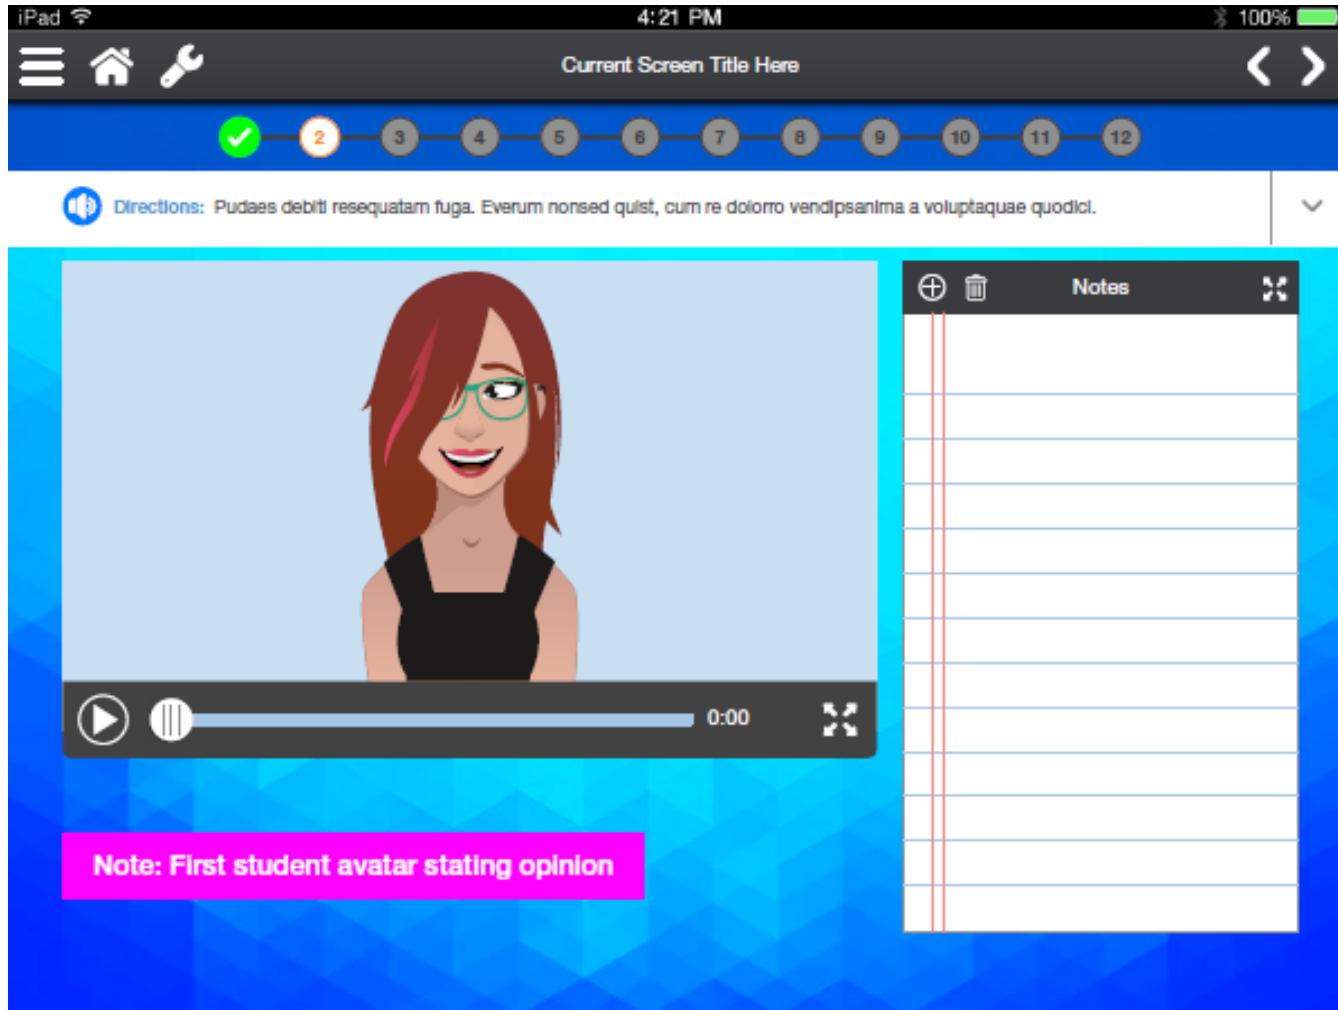 iPad 4:21 PM 100%
Current Screen Title Here
2 3 4 5 6 7 8 9 10 11 12
Directions: Pudaes debiti resequatam fuga. Everum nonsed quist, cum re dolorro vendipsanima a voluptaquae quodici.
Notes
0:00
Note: First student avatar stating opinion